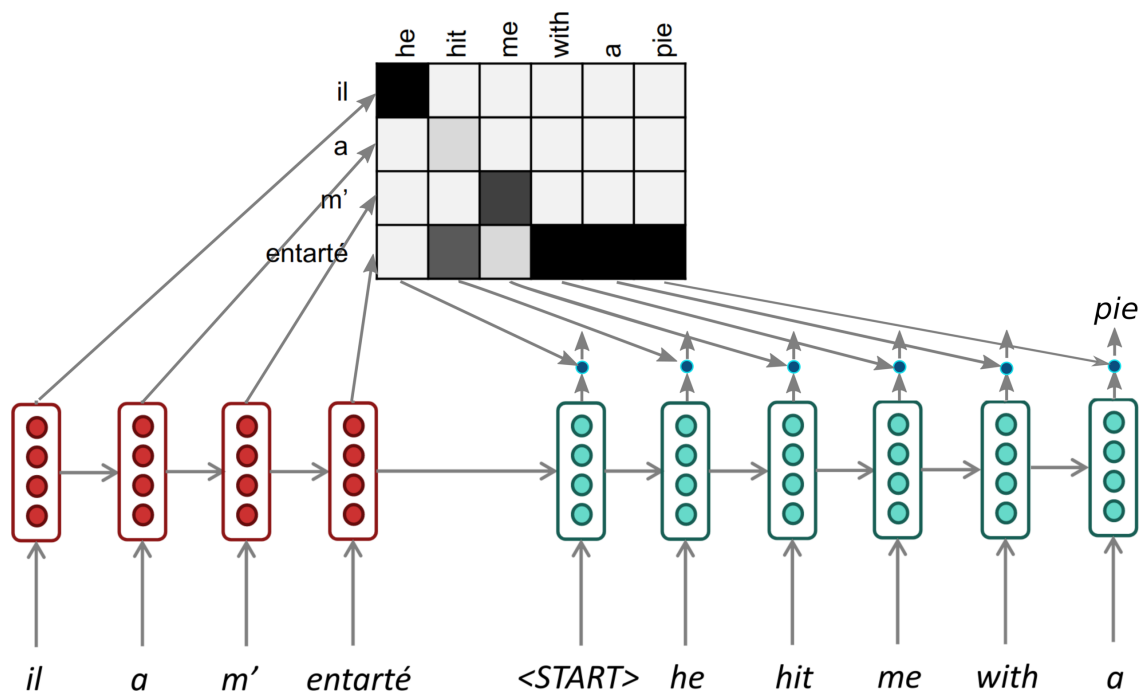 he hit me with a pie
il
a
m’
entarté
pie
il a m’ entarté <START> he hit me with a